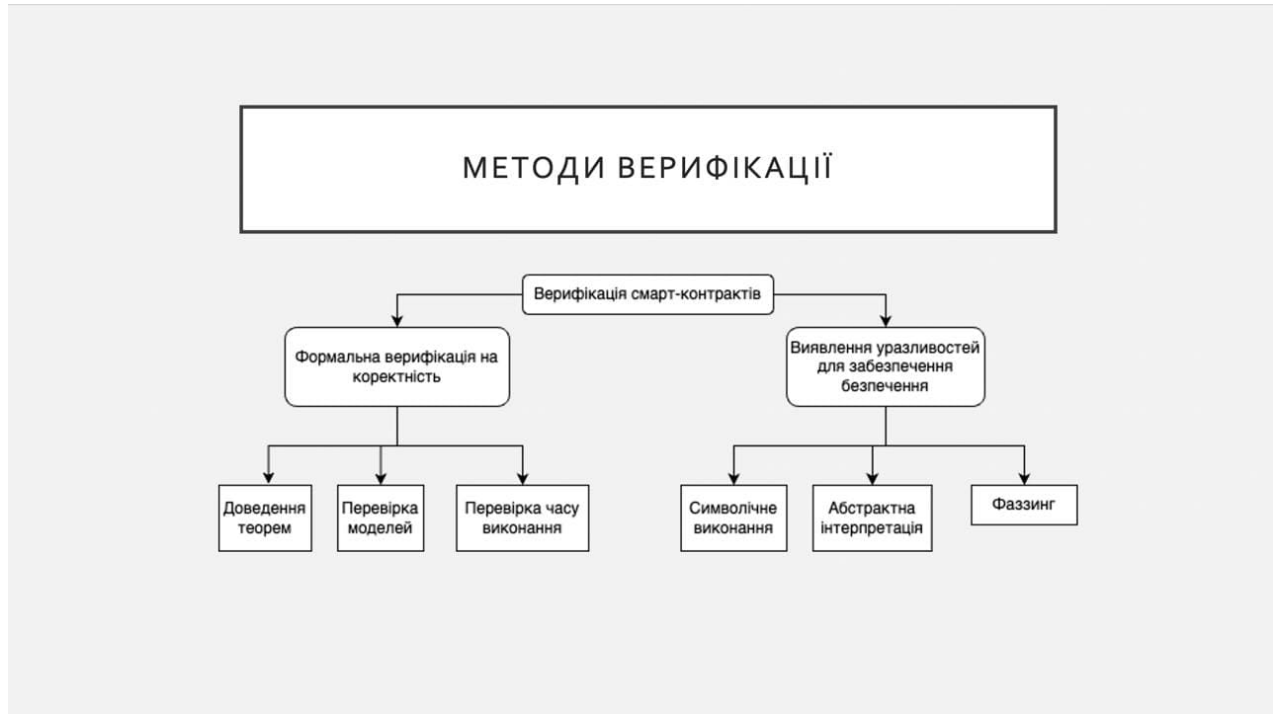 МЕТОДИ ВЕРИФІКАЦІЇ
Верифікація смарт-контрактів
Формальна верифікація на
коректність
Виявлення уразливостей
для забезпечення
безпечення
Доведення
теорем
Перевірка
моделей
Перевірка часу
виконання
Символічне
виконання
Абстрактна
інтерпретація
Фаззинг